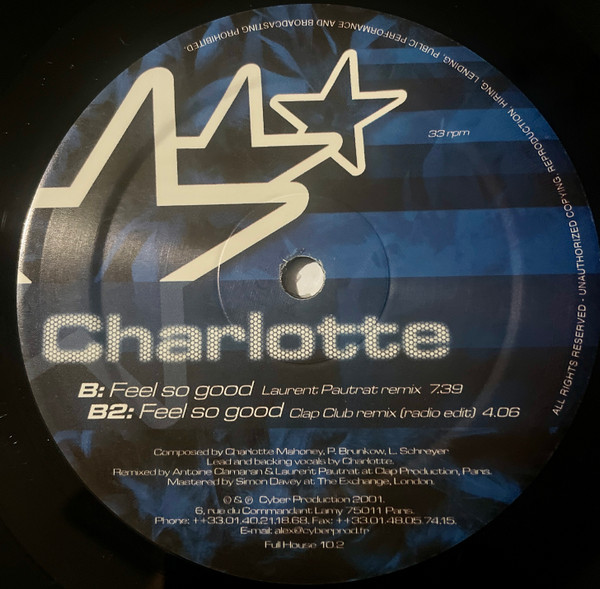 33 rpm
Charlotte
B: Feel so good Laurent Pautrat remix 7.39
B2: Feel so good Clap Club remix (radio edit) 4.06
Composed by Charlotte Mahoney, P. Brunkow, L. Schreyer
Lead and backing vocals by Charlotte.
Remixed by Antoine Clamaran & Laurent Pautrat at Clap Production, Paris.
Mastered by Simon Davey at The Exchange, London.
© & ℗ Cyber Production 2001.
6, rue du Commandant Lamy 75011 Paris.
Phone: ++33.01.40.21.18.68. Fax: ++33.01.48.05.74.15.
E-mail: alex@cyberprod.fr
Full House 10.2
ALL RIGHTS RESERVED - UNAUTHORIZED COPYING, REPRODUCTION, HIRING, LENDING, PUBLIC PERFORMANCE AND BROADCASTING PROHIBITED.